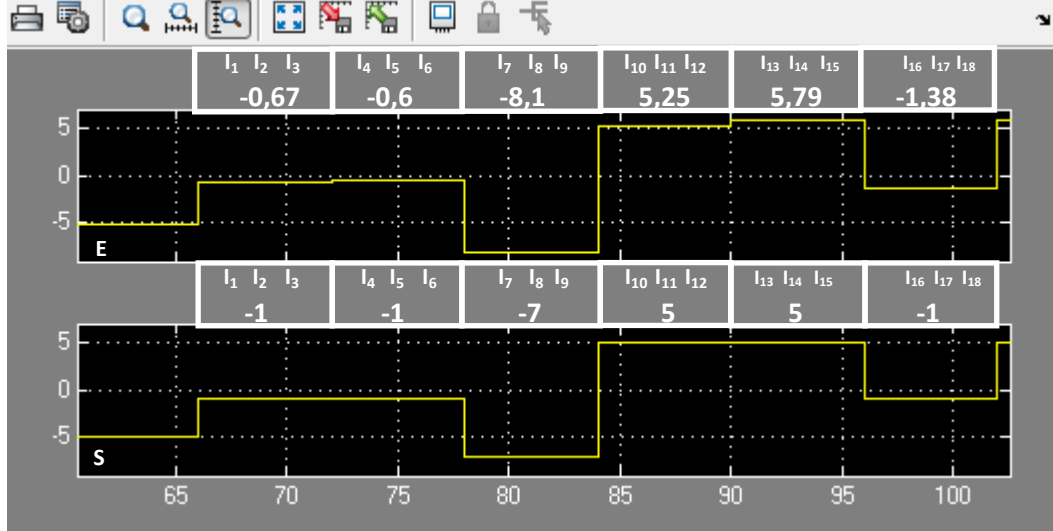 I₁ I₂ I₃ I₄ I₅ I₆ I₇ I₈ I₉ I₁₀ I₁₁ I₁₂ I₁₃ I₁₄ I₁₅ I₁₆ I₁₇ I₁₈
-0,67 -0,6 -8,1 5,25 5,79 -1,38
5
0
-5
E
I₁ I₂ I₃ I₄ I₅ I₆ I₇ I₈ I₉ I₁₀ I₁₁ I₁₂ I₁₃ I₁₄ I₁₅ I₁₆ I₁₇ I₁₈
-1 -1 -7 5 5 -1
5
0
-5
S
65 70 75 80 85 90 95 100